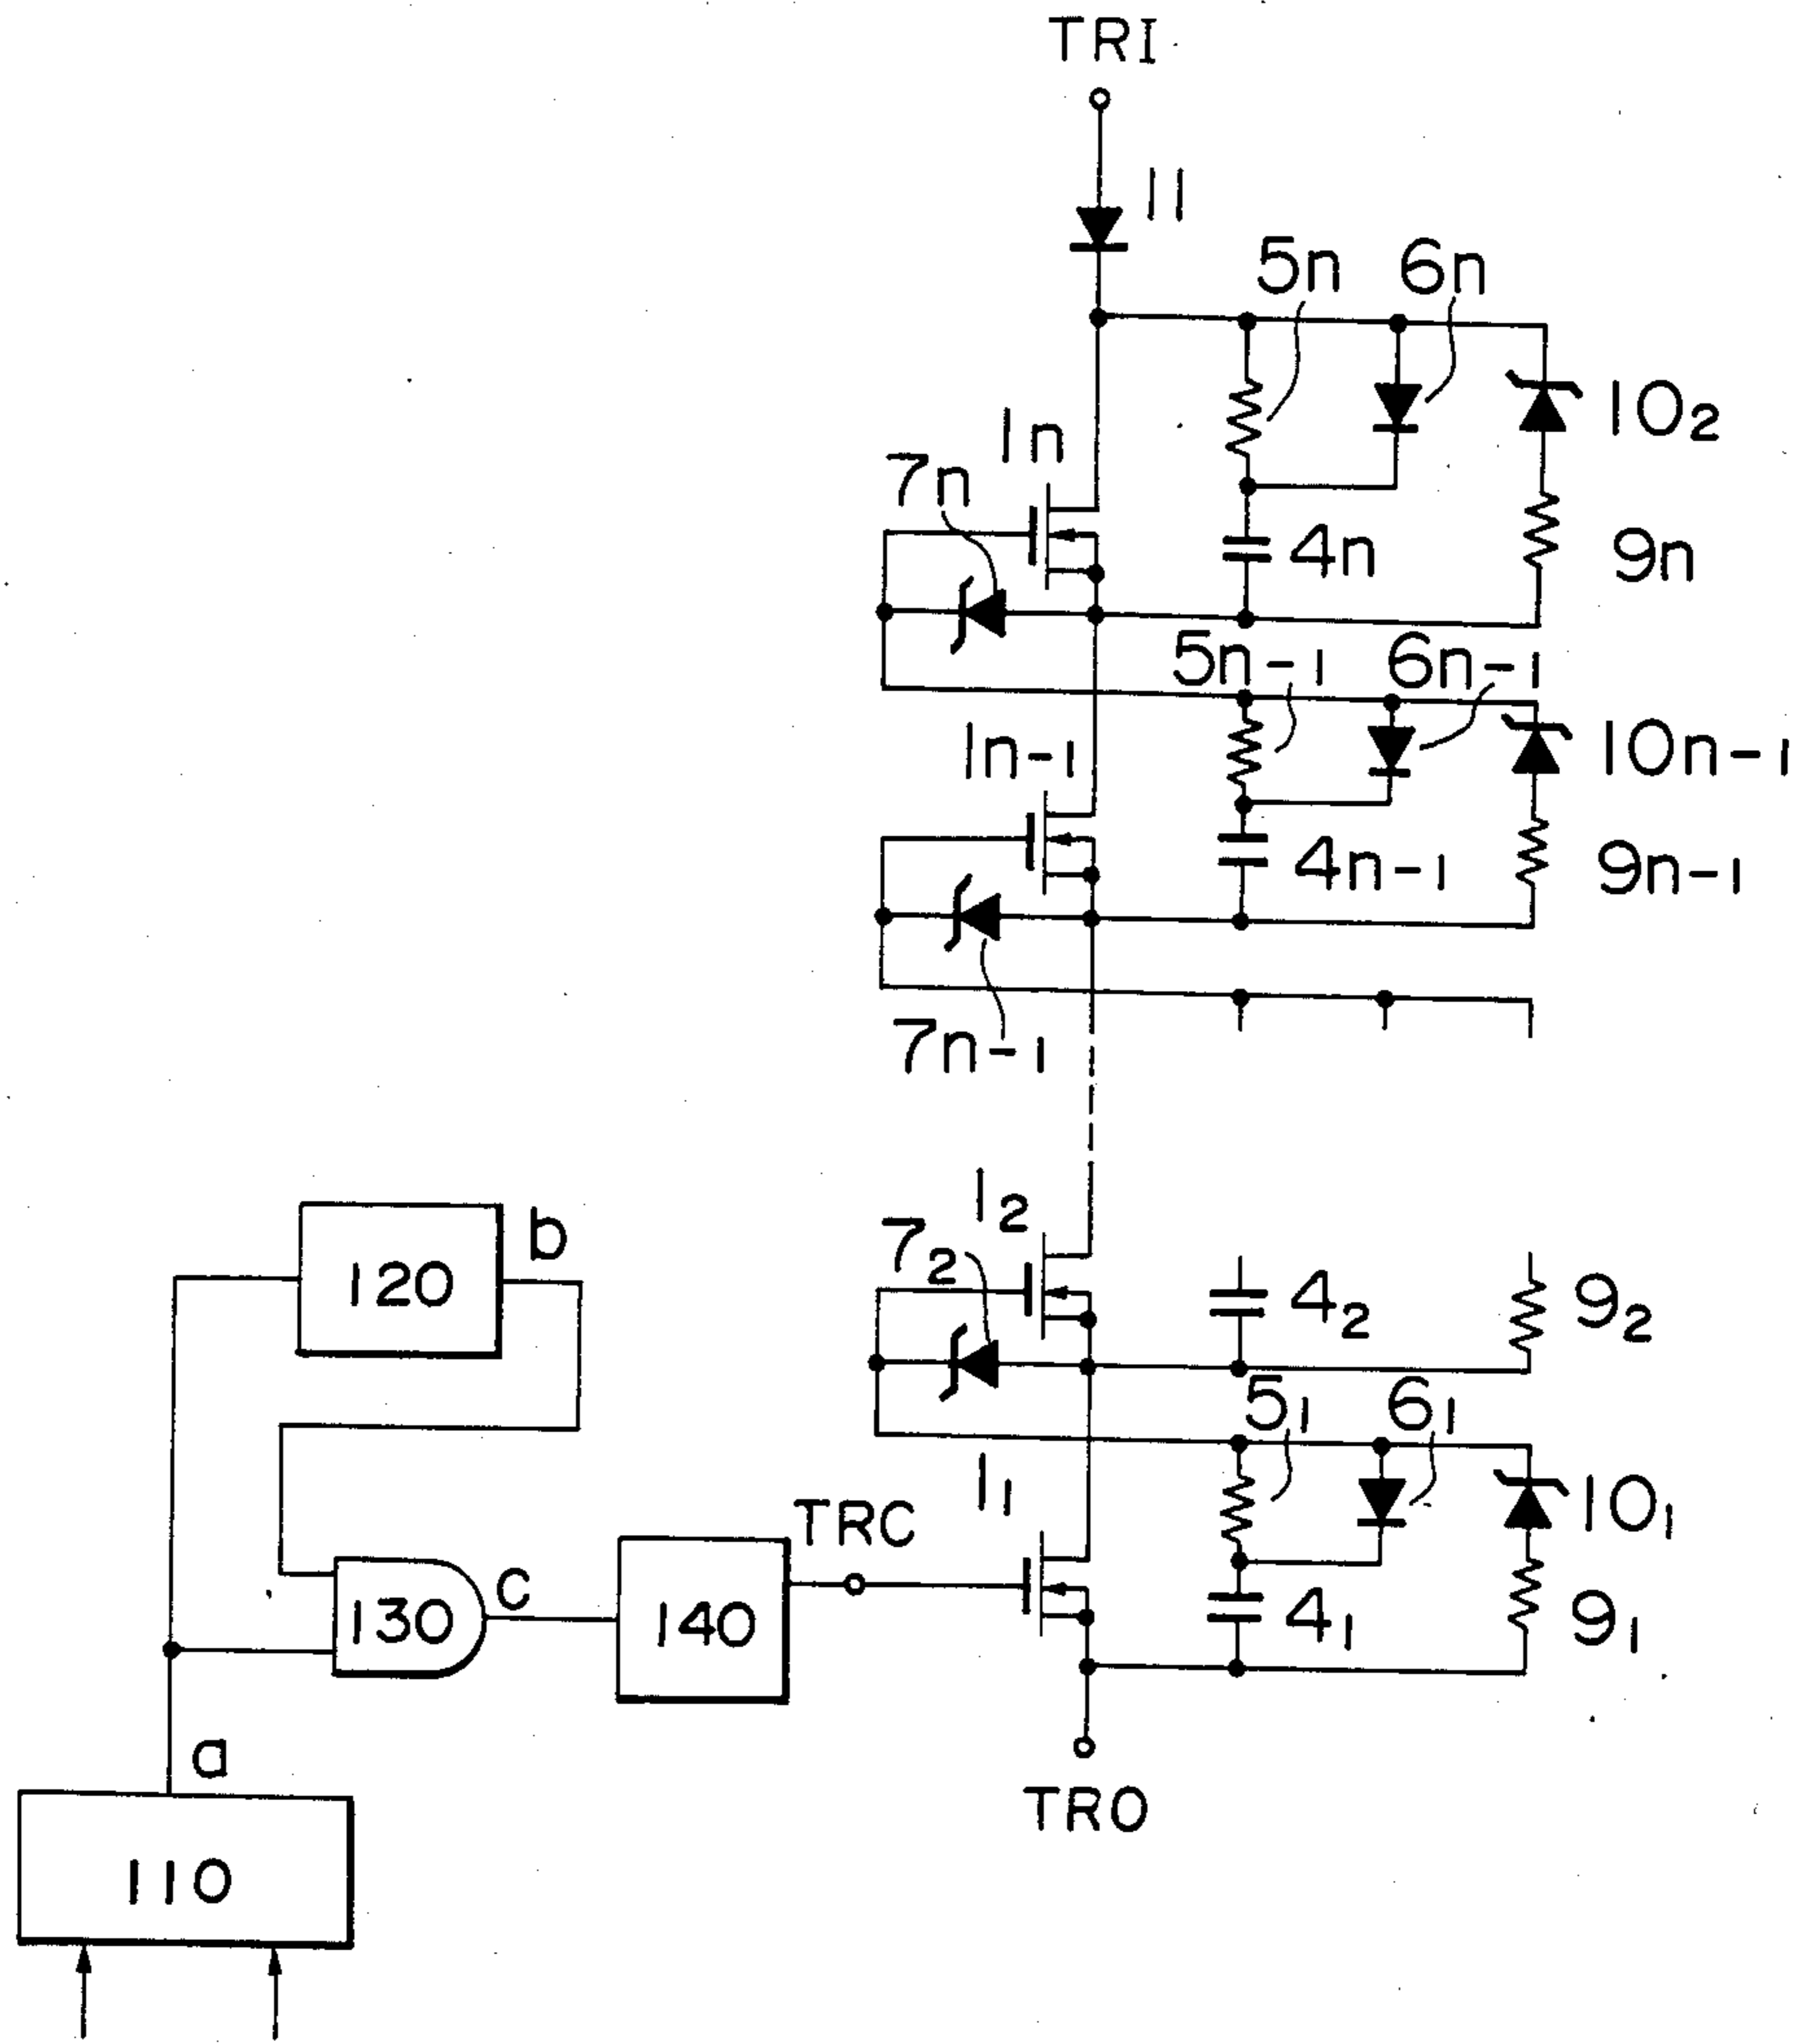 TRI
11
5n 6n
10₂
1n
7n
4n
9n
5n-1 6n-1
1n-1
10n-1
4n-1
9n-1
7n-1
1₂
7₂
b
120
4₂
9₂
5₁ 6₁
1₁
10₁
TRC
c
130
140
4₁
9₁
a
TRO
110